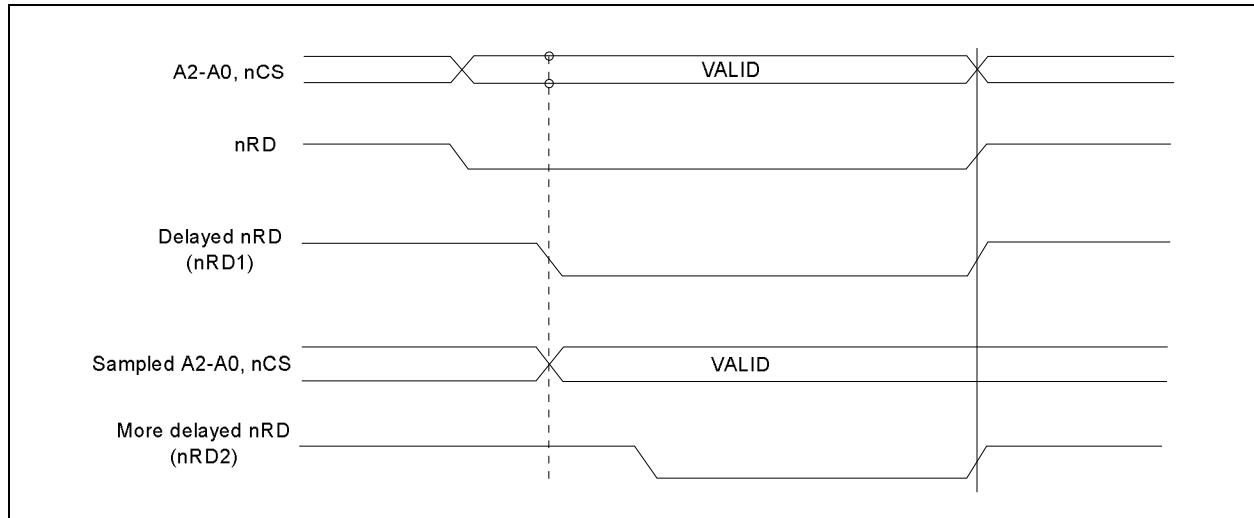 A2-A0, nCS
VALID
nRD
Delayed nRD
(nRD1)
Sampled A2-A0, nCS
VALID
More delayed nRD
(nRD2)